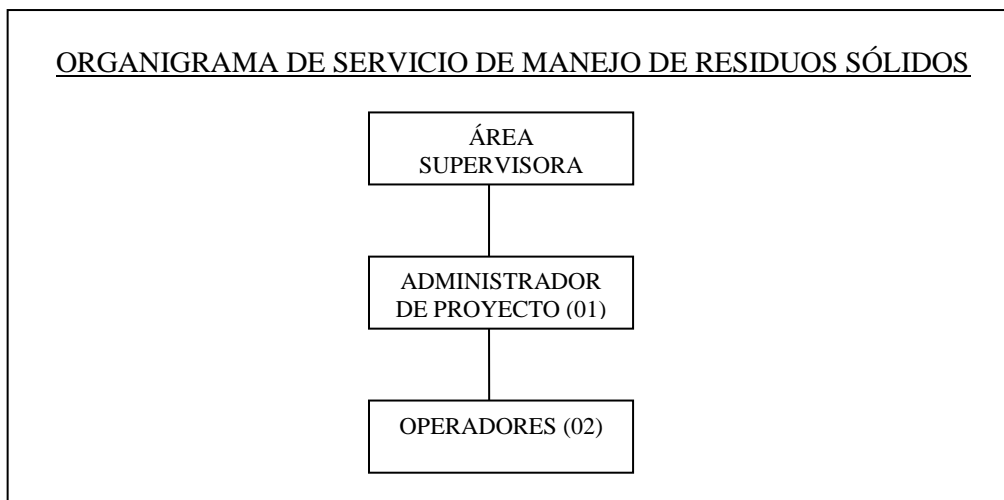 ORGANIGRAMA DE SERVICIO DE MANEJO DE RESIDUOS SÓLIDOS
ÁREA
SUPERVISORA
ADMINISTRADOR
DE PROYECTO (01)
OPERADORES (02)